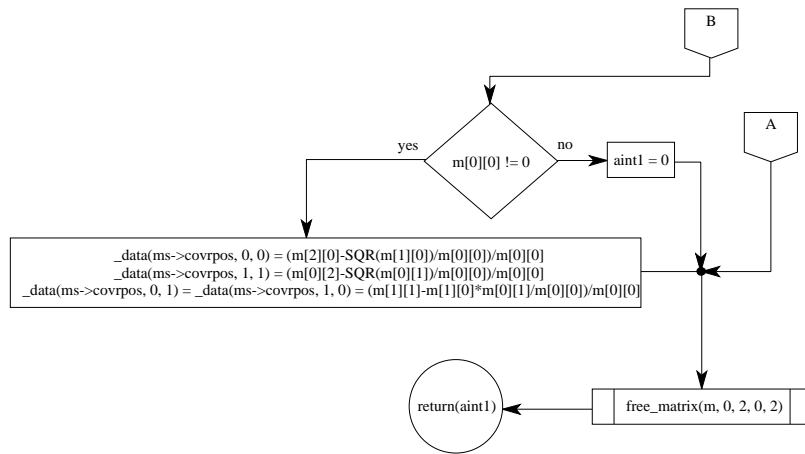 B
A
yes
no
m[0][0] != 0
aint1 = 0
_data(ms->covrpos, 0, 0) = (m[2][0]-SQR(m[1][0])/m[0][0])/m[0][0]
_data(ms->covrpos, 1, 1) = (m[0][2]-SQR(m[0][1])/m[0][0])/m[0][0]
_data(ms->covrpos, 0, 1) = _data(ms->covrpos, 1, 0) = (m[1][1]-m[1][0]*m[0][1]/m[0][0])/m[0][0]
return(aint1)
free_matrix(m, 0, 2, 0, 2)